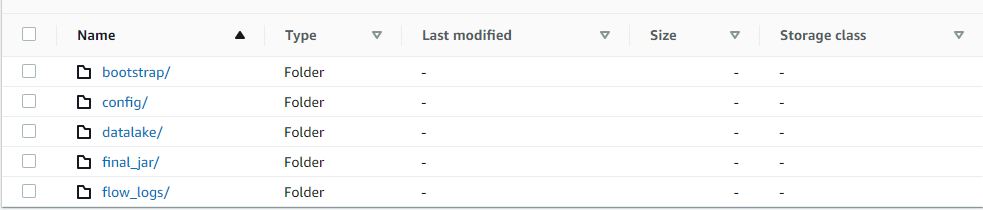 Name Type Last modified Size Storage class
bootstrap/ Folder - - -
config/ Folder - - -
datalake/ Folder - - -
final_jar/ Folder - - -
flow_logs/ Folder - - -